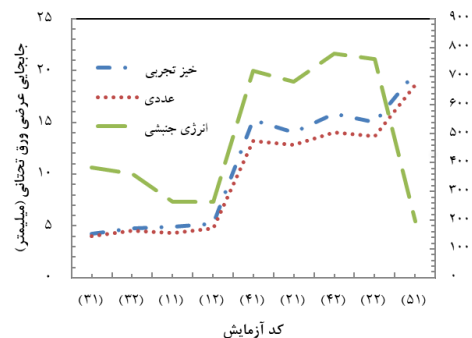 جابجایی عرضی ورق تحتانی (میلیمتر)
۲۵
۲۰
۱۵
۱۰
۵
۰
خیز تجربی
عددی
انرژی جنبشی
۹۰۰
۸۰۰
۷۰۰
۶۰۰
۵۰۰
۴۰۰
۳۰۰
۲۰۰
۱۰۰
۰
(۳۱) (۳۲) (۱۱) (۱۲) (۴۱) (۲۱) (۴۲) (۲۲) (۵۱)
کد آزمایش